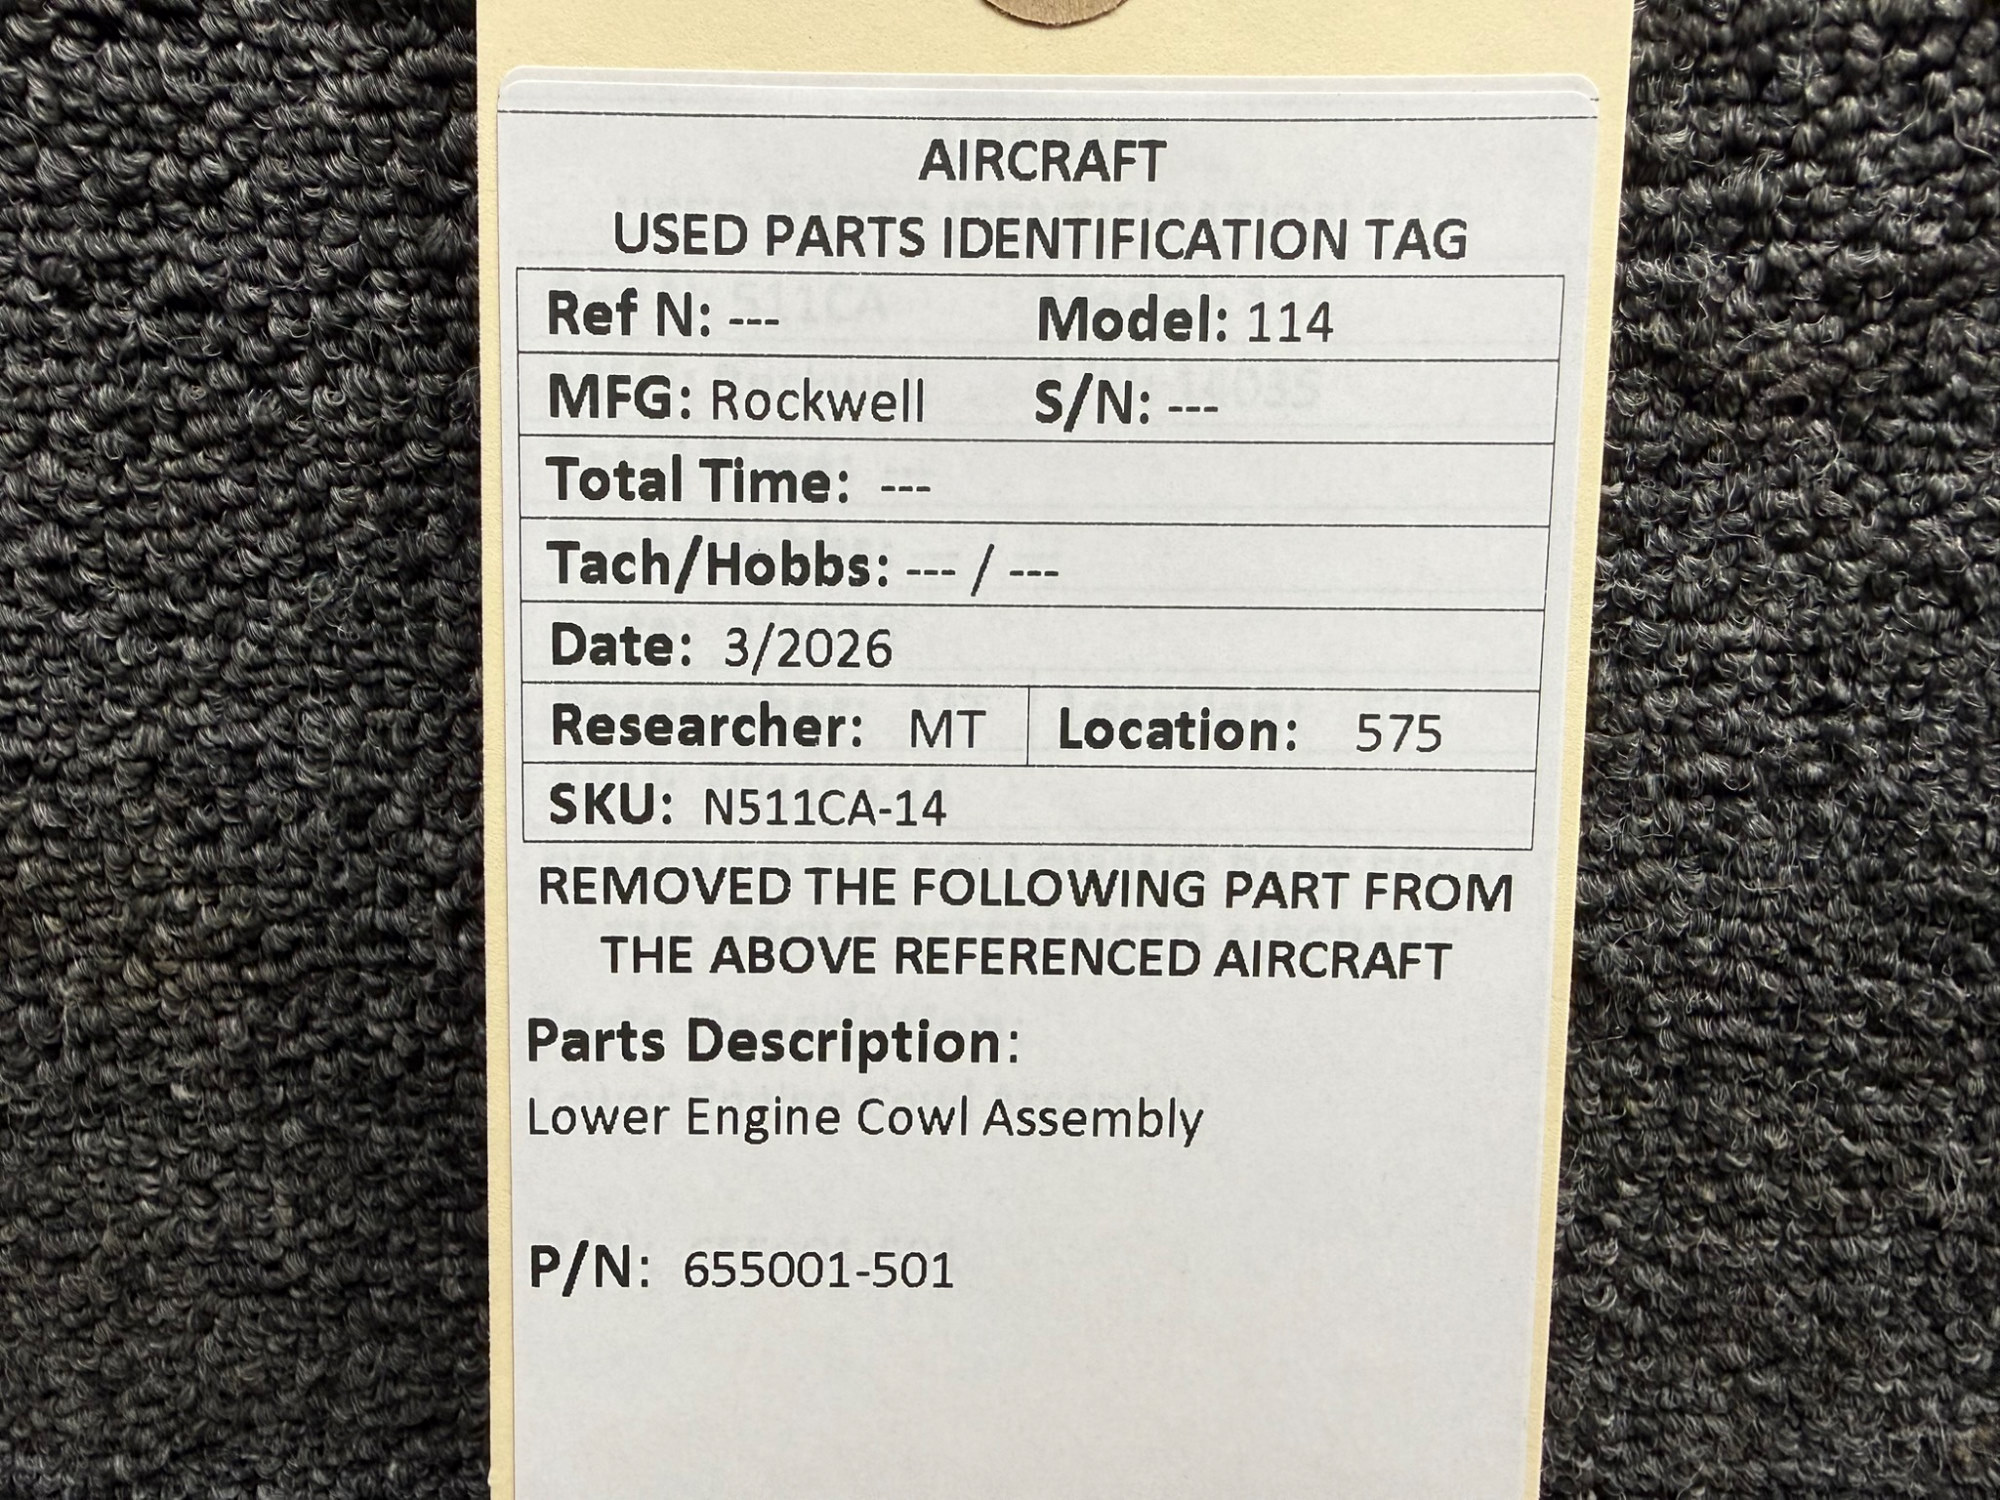 AIRCRAFT
USED PARTS IDENTIFICATION TAG
Ref N: --- Model: 114
MFG: Rockwell S/N: ---
Total Time: ---
Tach/Hobbs: --- / ---
Date: 3/2026
Researcher: MT Location: 575
SKU: N511CA-14
REMOVED THE FOLLOWING PART FROM
THE ABOVE REFERENCED AIRCRAFT
Parts Description:
Lower Engine Cowl Assembly
P/N: 655001-501